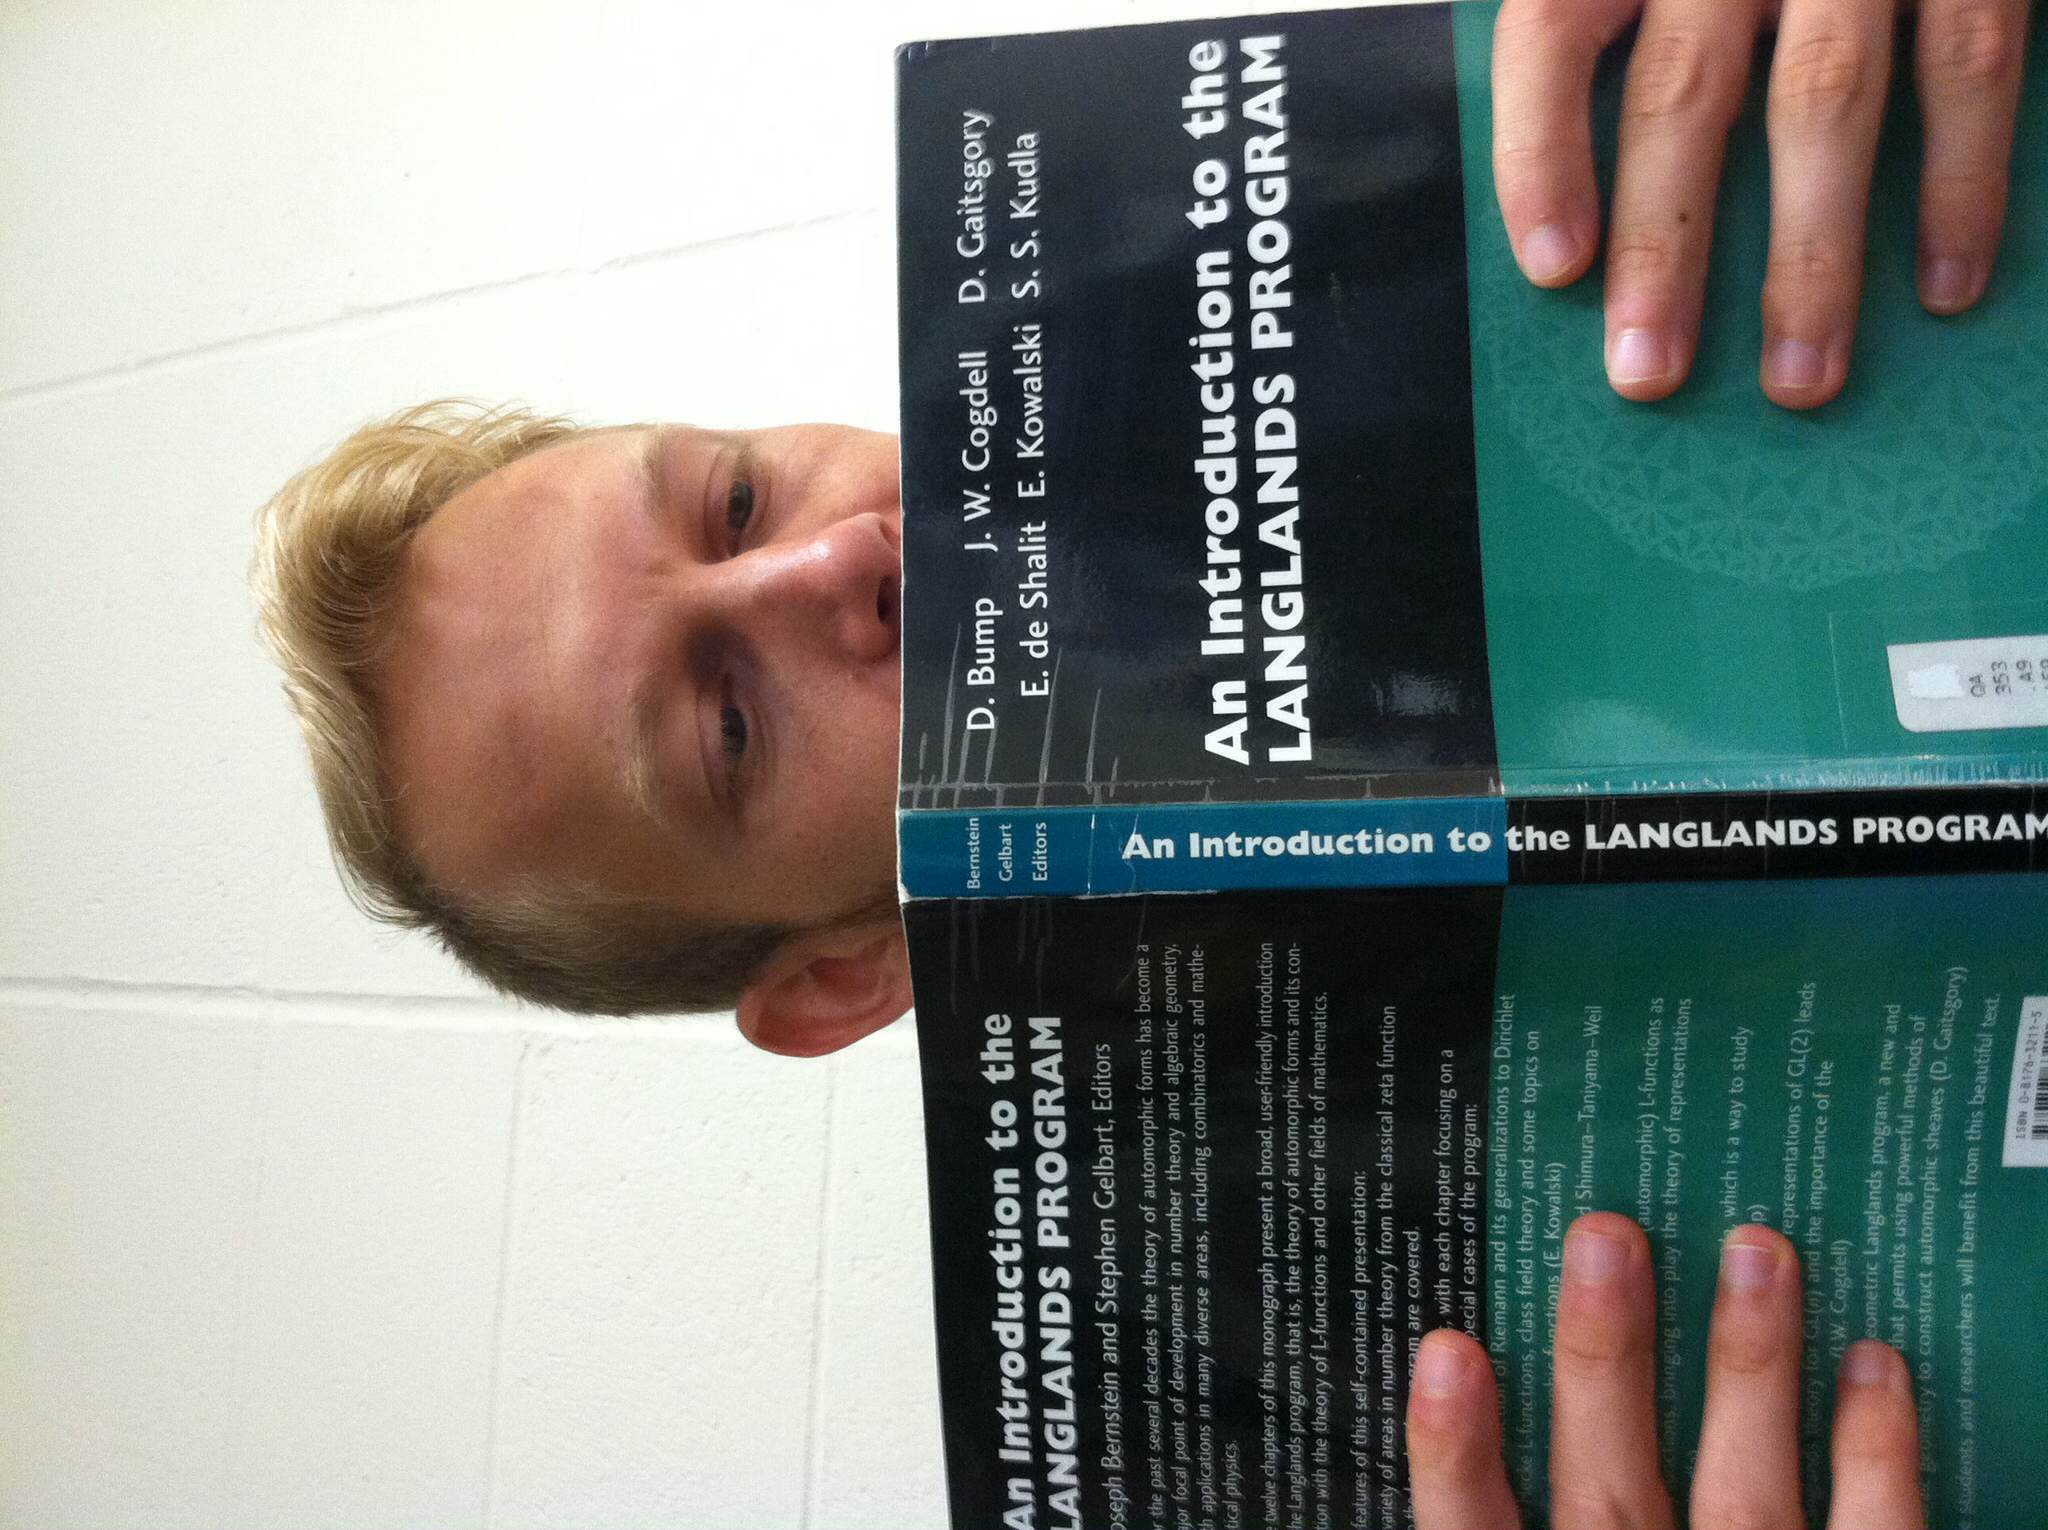 An Introduction to the
LANGLANDS PROGRAM
Bernstein and Stephen Gelbart, Editors
the past several decades the theory of automorphic forms has become a
focal point of development in number theory and algebraic geometry,
applications in many diverse areas, including combinatorics and mathe-
physics.
twelve chapters of this monograph present a broad, user-friendly introduction
Langlands program, that is, the theory of automorphic forms and its con-
with the theory of L-functions and other fields of mathematics.
features of this self-contained presentation:
variety of areas in number theory from the classical zeta function
are covered.
, with each chapter focusing on a
cases of the program:
of Riemann and its generalizations to Dirichlet
Hecke L-functions, class field theory and some topics on
functions (E. Kowalski)
Shimura–Taniyama–Weil
(automorphic) L-functions as
functions, bringing into play the theory of representations
, which is a way to study
representations of GL(2) leads
Langlands theory for GL(n) and the importance of the
Cogdell)
Langlands program, a new and
that permits using powerful methods of
geometry to construct automorphic sheaves (D. Gaitsgory)
students and researchers will benefit from this beautiful text.
ISBN 0-8176-3211-5
Bernstein
Gelbart
Editors
An Introduction to the LANGLANDS PROGRAM
D. Bump J. W. Cogdell D. Gaitsgory
E. de Shalit E. Kowalski S. S. Kudla
An Introduction to the
LANGLANDS PROGRAM
QA
353
.A9